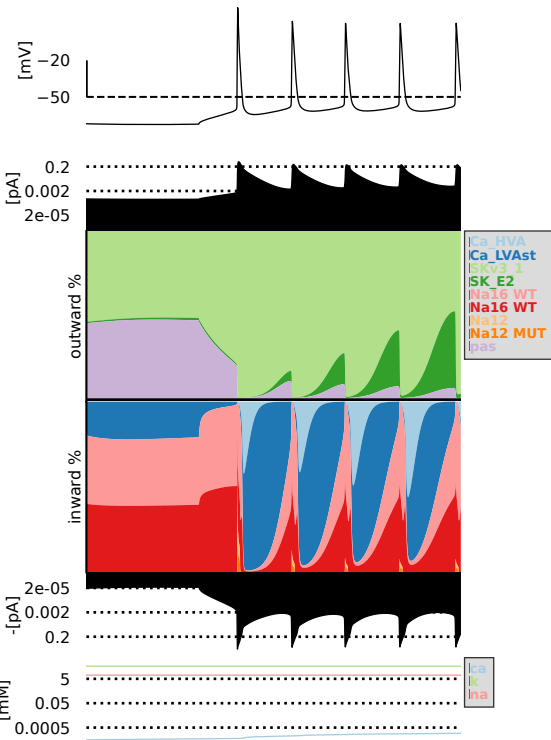 [mV]
−20
−50
[pA]
0.2
0.002
2e-05
outward %
Ca_HVA
Ca_LVAst
SKv3_1
SK_E2
Na16 WT
Na16 WT
Na12
Na12 MUT
pas
inward %
-[pA]
2e-05
0.002
0.2
[mM]
5
0.05
0.0005
ca
k
na